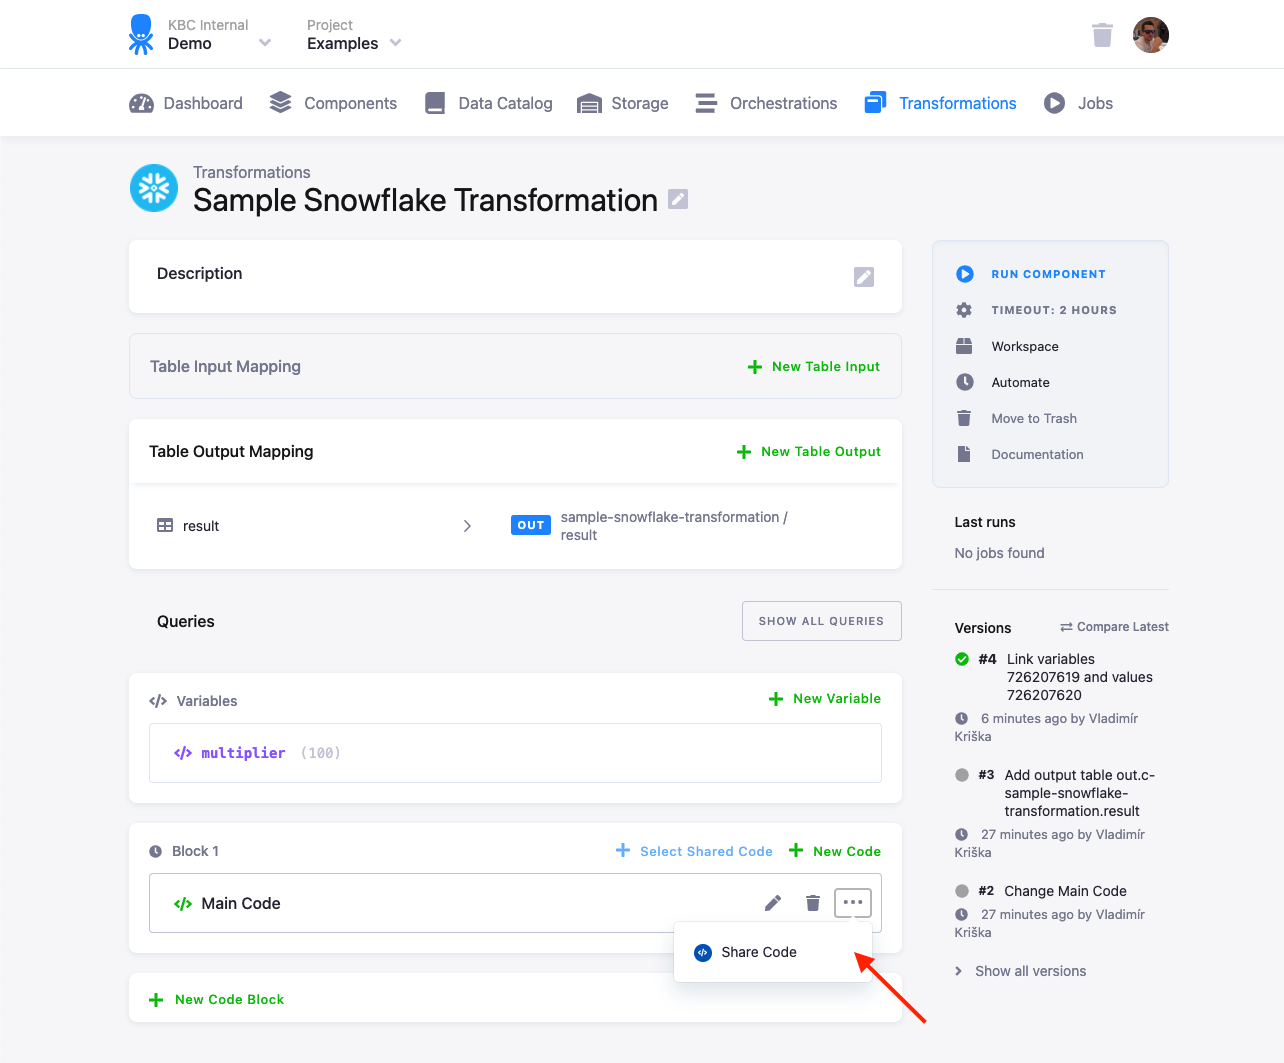 KBC Internal
Demo
Project
Examples
Dashboard
Components
Data Catalog
Storage
Orchestrations
Transformations
Jobs
Transformations
Sample Snowflake Transformation
Description
Table Input Mapping
New Table Input
Table Output Mapping
New Table Output
result
OUT
sample-snowflake-transformation /
result
Queries
SHOW ALL QUERIES
Variables
New Variable
multiplier (100)
Block 1
Select Shared Code
New Code
Main Code
Share Code
New Code Block
RUN COMPONENT
TIMEOUT: 2 HOURS
Workspace
Automate
Move to Trash
Documentation
Last runs
No jobs found
Versions
Compare Latest
#4 Link variables
726207619 and values
726207620
6 minutes ago by Vladimír
Kriška
#3 Add output table out.c-
sample-snowflake-
transformation.result
27 minutes ago by Vladimír
Kriška
#2 Change Main Code
27 minutes ago by Vladimír
Kriška
Show all versions